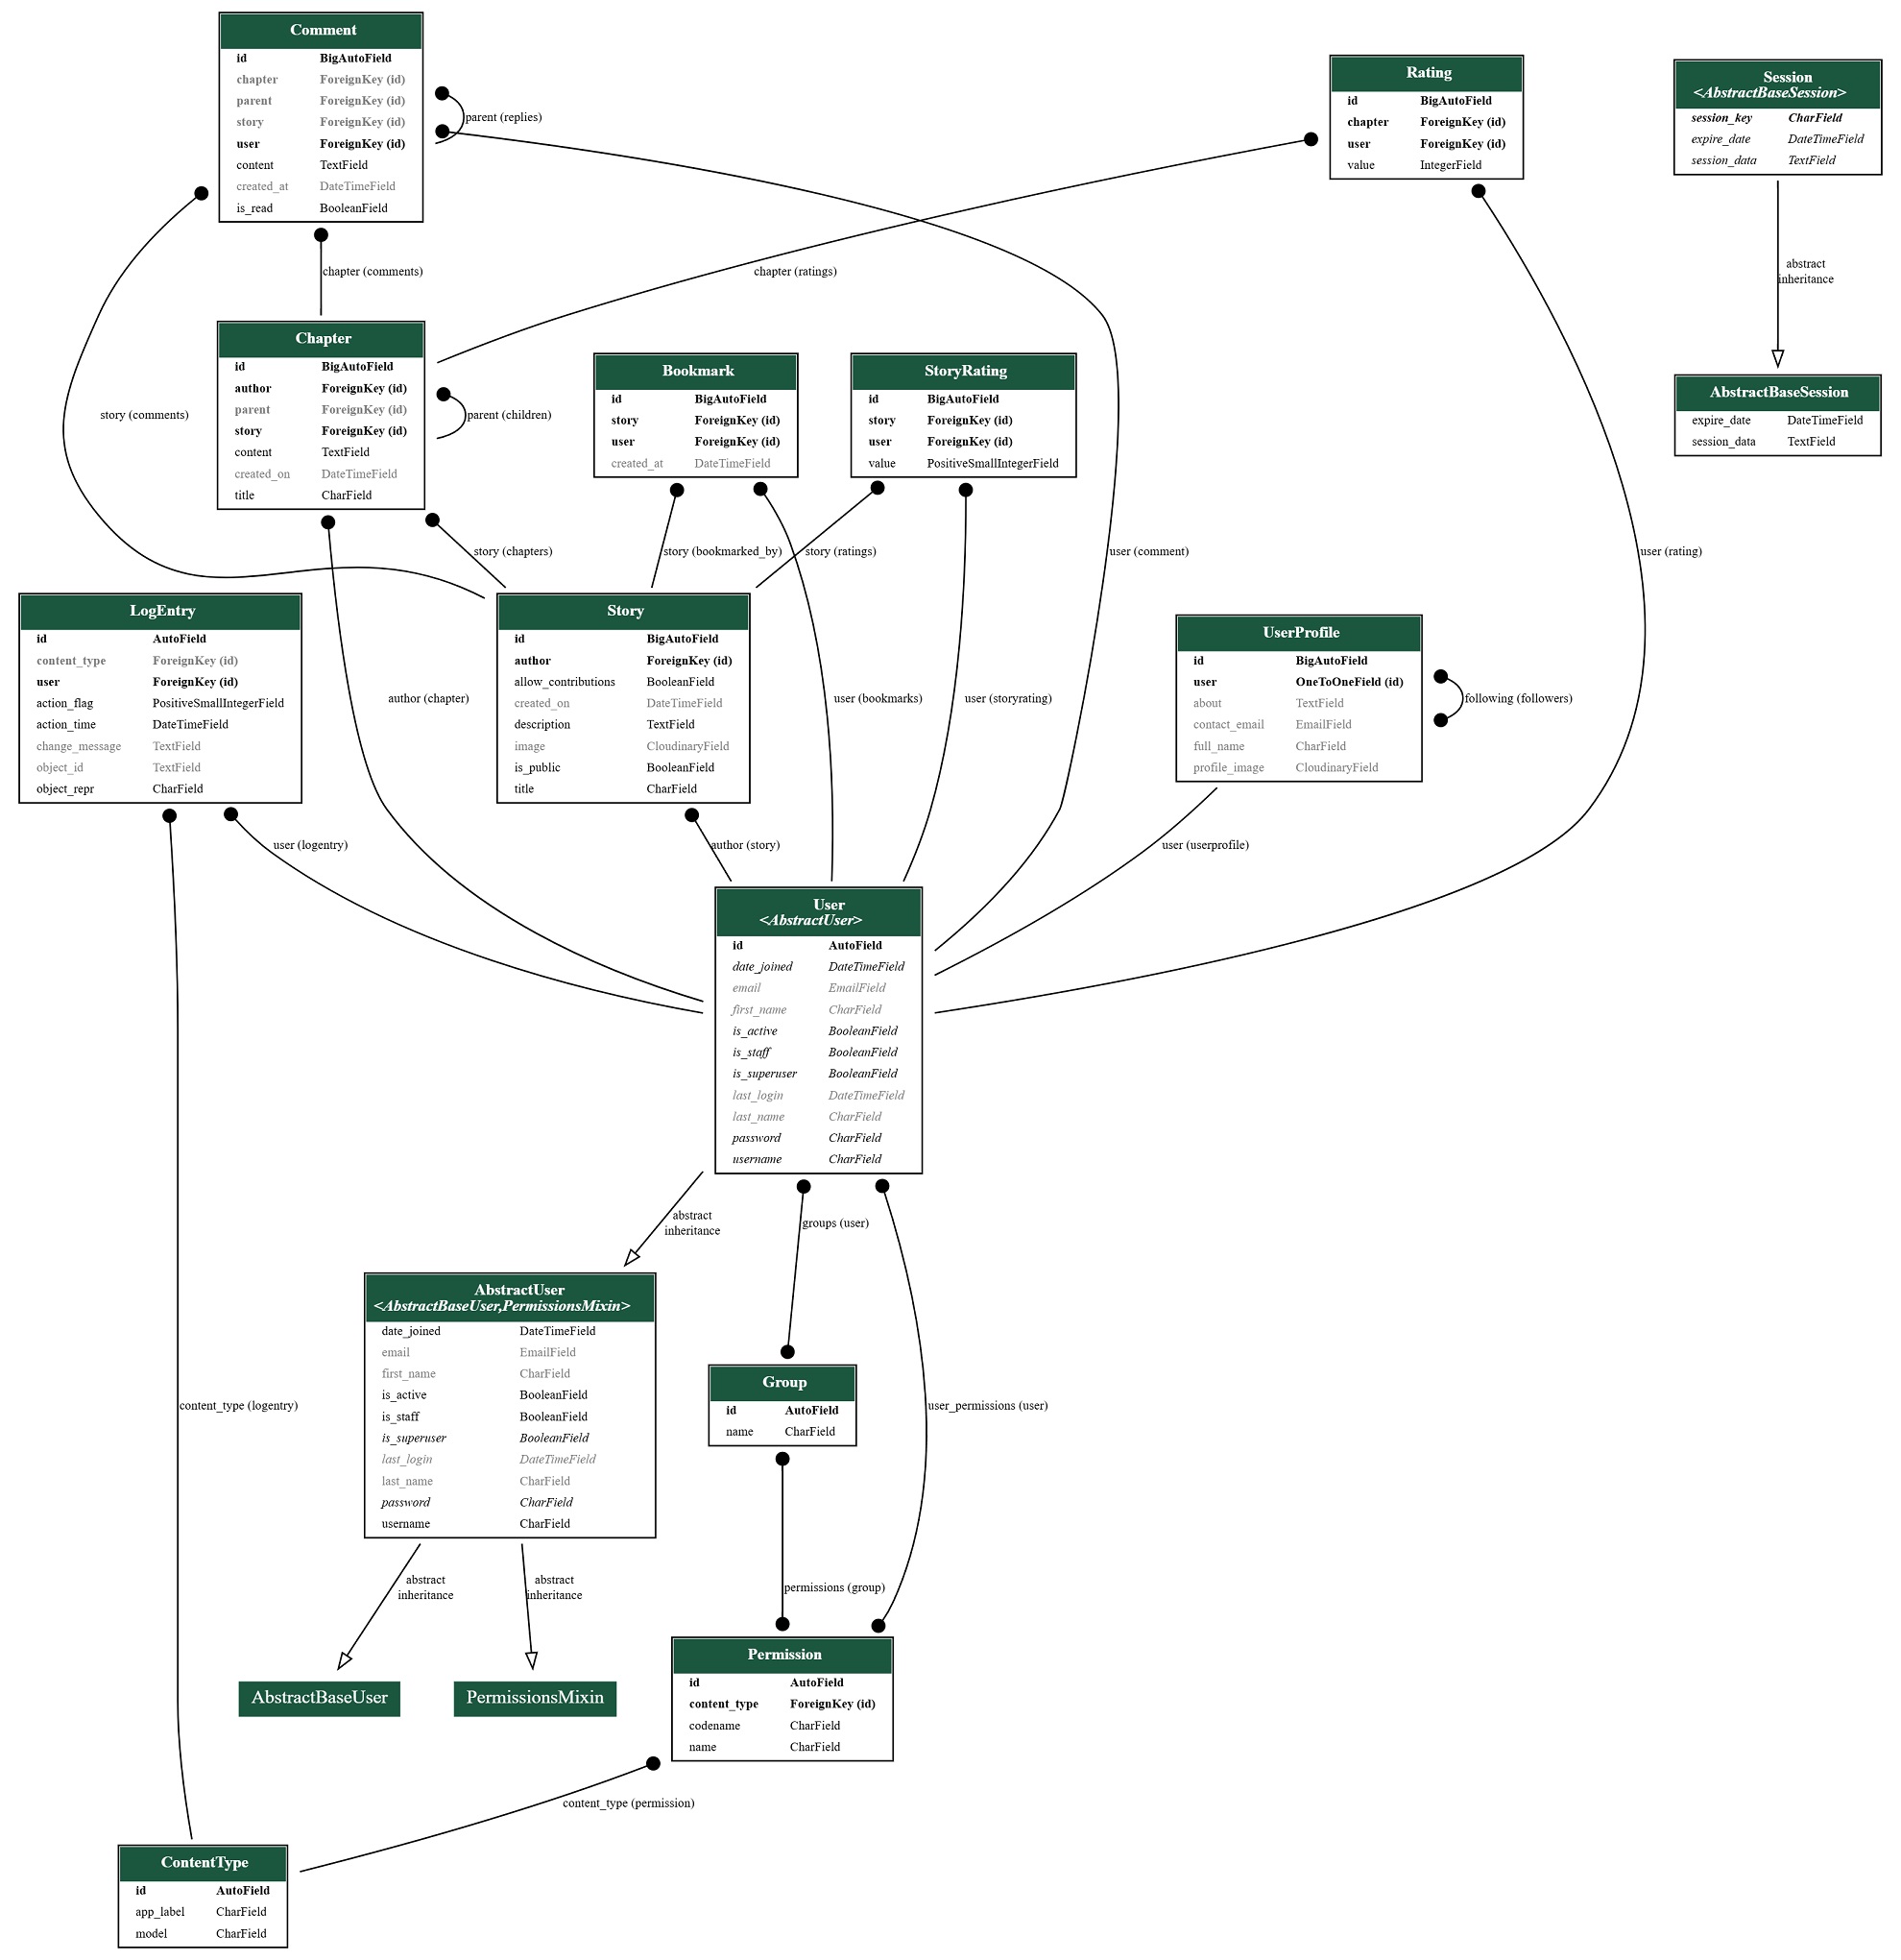 Comment
id BigAutoField
chapter ForeignKey (id)
parent ForeignKey (id)
story ForeignKey (id)
user ForeignKey (id)
content TextField
created_at DateTimeField
is_read BooleanField
parent (replies)
Rating
id BigAutoField
chapter ForeignKey (id)
user ForeignKey (id)
value IntegerField
Session
<AbstractBaseSession>
session_key CharField
expire_date DateTimeField
session_data TextField
chapter (comments)
chapter (ratings)
abstract
inheritance
Chapter
id BigAutoField
author ForeignKey (id)
parent ForeignKey (id)
story ForeignKey (id)
content TextField
created_on DateTimeField
title CharField
parent (children)
story (comments)
Bookmark
id BigAutoField
story ForeignKey (id)
user ForeignKey (id)
created_at DateTimeField
StoryRating
id BigAutoField
story ForeignKey (id)
user ForeignKey (id)
value PositiveSmallIntegerField
AbstractBaseSession
expire_date DateTimeField
session_data TextField
story (chapters)
story (bookmarked_by)
story (ratings)
user (comment)
user (rating)
LogEntry
id AutoField
content_type ForeignKey (id)
user ForeignKey (id)
action_flag PositiveSmallIntegerField
action_time DateTimeField
change_message TextField
object_id TextField
object_repr CharField
author (chapter)
Story
id BigAutoField
author ForeignKey (id)
allow_contributions BooleanField
created_on DateTimeField
description TextField
image CloudinaryField
is_public BooleanField
title CharField
user (bookmarks)
user (storyrating)
UserProfile
id BigAutoField
user OneToOneField (id)
about TextField
contact_email EmailField
full_name CharField
profile_image CloudinaryField
following (followers)
user (logentry)
author (story)
user (userprofile)
User
<AbstractUser>
id AutoField
date_joined DateTimeField
email EmailField
first_name CharField
is_active BooleanField
is_staff BooleanField
is_superuser BooleanField
last_login DateTimeField
last_name CharField
password CharField
username CharField
abstract
inheritance
groups (user)
AbstractUser
<AbstractBaseUser,PermissionsMixin>
date_joined DateTimeField
email EmailField
first_name CharField
is_active BooleanField
is_staff BooleanField
is_superuser BooleanField
last_login DateTimeField
last_name CharField
password CharField
username CharField
Group
id AutoField
name CharField
content_type (logentry)
user_permissions (user)
abstract
inheritance
abstract
inheritance
permissions (group)
AbstractBaseUser
PermissionsMixin
Permission
id AutoField
content_type ForeignKey (id)
codename CharField
name CharField
content_type (permission)
ContentType
id AutoField
app_label CharField
model CharField